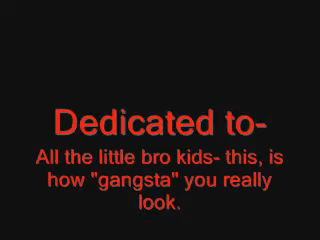 Dedicated to-
All the little bro kids- this, is
how "gangsta" you really
look.